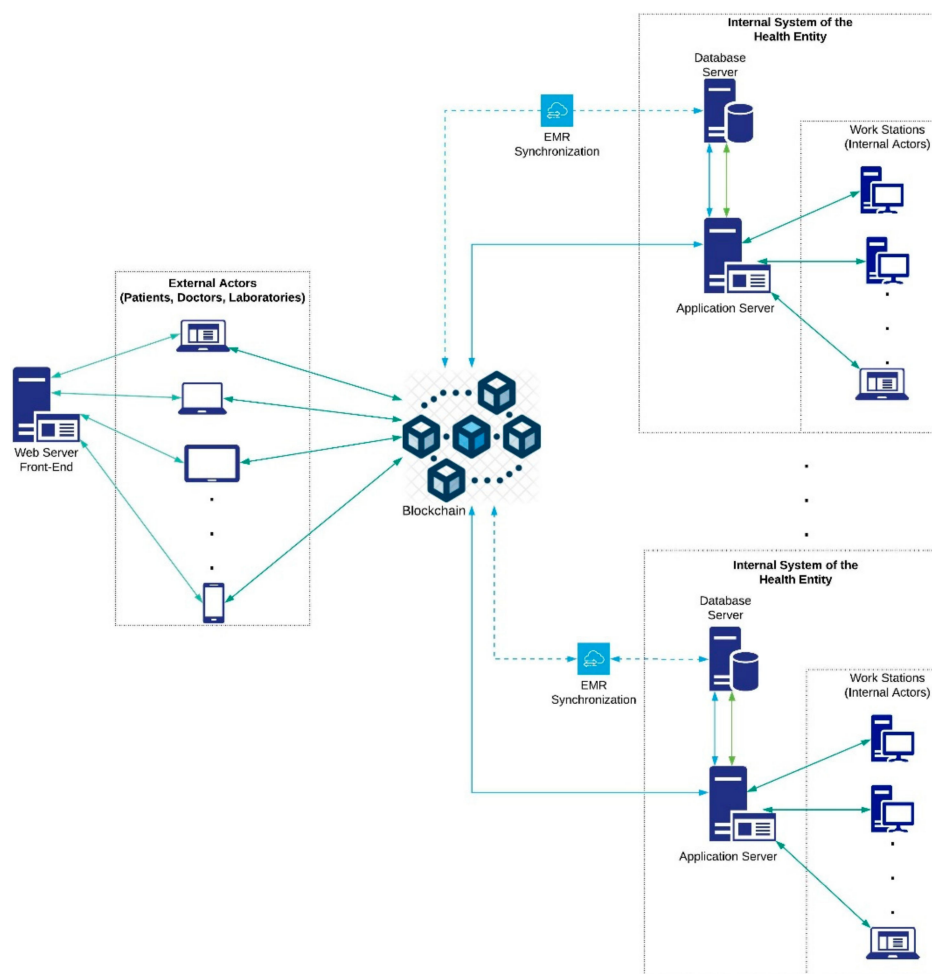 Internal System of the
Health Entity
Database
Server
Work Stations
(Internal Actors)
EMR
Synchronization
Application Server
External Actors
(Patients, Doctors, Laboratories)
Web Server
Front-End
Blockchain
Internal System of the
Health Entity
Database
Server
Work Stations
(Internal Actors)
EMR
Synchronization
Application Server